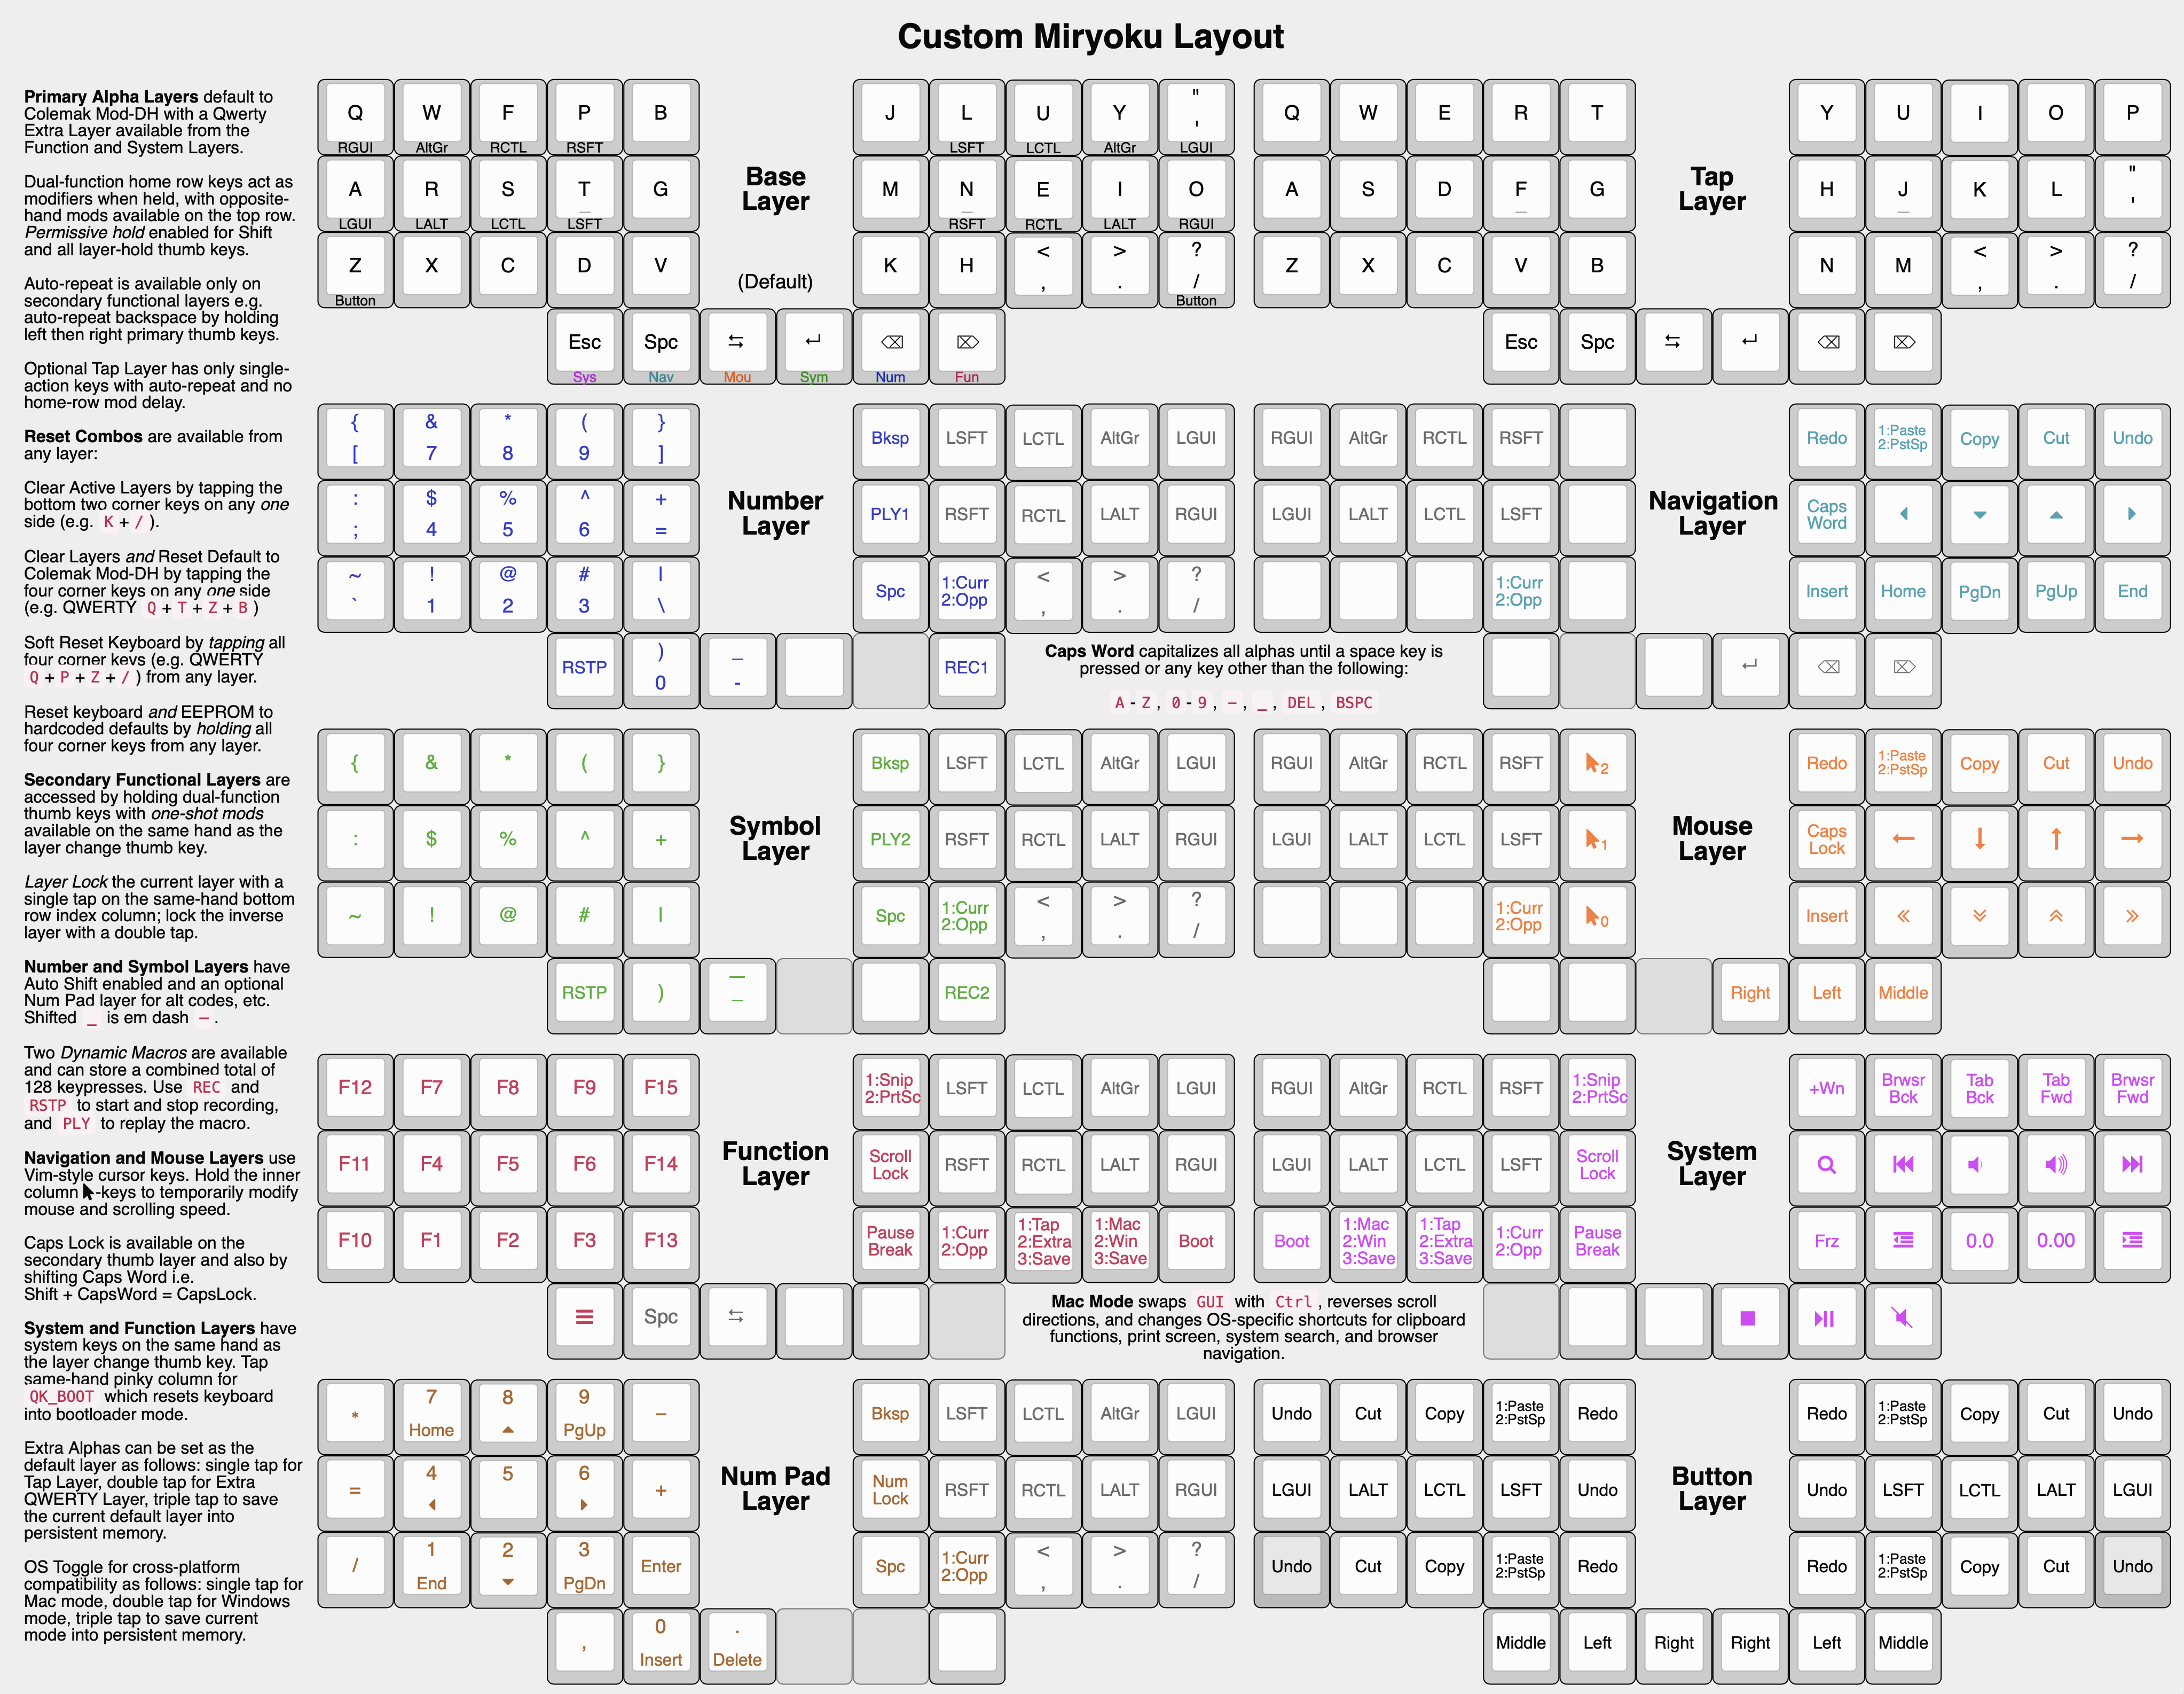 Custom Miryoku Layout
Primary Alpha Layers default to
Colemak Mod-DH with a Qwerty
Extra Layer available from the
Function and System Layers.
Dual-function home row keys act as
modifiers when held, with opposite-
hand mods available on the top row.
Permissive hold enabled for Shift
and all layer-hold thumb keys.
Auto-repeat is available only on
secondary functional layers e.g.
auto-repeat backspace by holding
left then right primary thumb keys.
Optional Tap Layer has only single-
action keys with auto-repeat and no
home-row mod delay.
Reset Combos are available from
any layer:
Clear Active Layers by tapping the
bottom two corner keys on any one
side (e.g. K + / ).
Clear Layers and Reset Default to
Colemak Mod-DH by tapping the
four corner keys on any one side
(e.g. QWERTY Q + T + Z + B )
Soft Reset Keyboard by tapping all
four corner keys (e.g. QWERTY
Q + P + Z + / ) from any layer.
Reset keyboard and EEPROM to
hardcoded defaults by holding all
four corner keys from any layer.
Secondary Functional Layers are
accessed by holding dual-function
thumb keys with one-shot mods
available on the same hand as the
layer change thumb key.
Layer Lock the current layer with a
single tap on the same-hand bottom
row index column; lock the inverse
layer with a double tap.
Number and Symbol Layers have
Auto Shift enabled and an optional
Num Pad layer for alt codes, etc.
Shifted _ is em dash — .
Two Dynamic Macros are available
and can store a combined total of
128 keypresses. Use REC and
RSTP to start and stop recording,
and PLY to replay the macro.
Navigation and Mouse Layers use
Vim-style cursor keys. Hold the inner
column -keys to temporarily modify
mouse and scrolling speed.
Caps Lock is available on the
secondary thumb layer and also by
shifting Caps Word i.e.
Shift + CapsWord = CapsLock.
System and Function Layers have
system keys on the same hand as
the layer change thumb key. Tap
same-hand pinky column for
QK_BOOT which resets keyboard
into bootloader mode.
Extra Alphas can be set as the
default layer as follows: single tap for
Tap Layer, double tap for Extra
QWERTY Layer, triple tap to save
the current default layer into
persistent memory.
OS Toggle for cross-platform
compatibility as follows: single tap for
Mac mode, double tap for Windows
mode, triple tap to save current
mode into persistent memory.
Base
Layer
(Default)
Q W F P B J L U Y " '
RGUI AltGr RCTL RSFT LSFT LCTL AltGr LGUI
A R S T G M N E I O
LGUI LALT LCTL LSFT RSFT RCTL LALT RGUI
Z X C D V K H < , > . ? /
Button Button
Esc Spc ⇆ ↵ ⌫ ⌦
Sys Nav Mou Sym Num Fun
Tap
Layer
Q W E R T Y U I O P
A S D F G H J K L " '
Z X C V B N M < , > . ? /
Esc Spc ⇆ ↵ ⌫ ⌦
Number
Layer
{ [ & 7 * 8 ( 9 } ] Bksp LSFT LCTL AltGr LGUI
: ; $ 4 % 5 ^ 6 + = PLY1 RSFT RCTL LALT RGUI
~ ` ! 1 @ 2 # 3 | \ Spc 1:Curr 2:Opp < , > . ? /
RSTP ) 0 _ - REC1
Navigation
Layer
RGUI AltGr RCTL RSFT Redo 1:Paste 2:PstSp Copy Cut Undo
LGUI LALT LCTL LSFT Caps Word
1:Curr 2:Opp Insert Home PgDn PgUp End
↵ ⌫ ⌦
Caps Word capitalizes all alphas until a space key is
pressed or any key other than the following:
A - Z , 0 - 9 , — , _ , DEL , BSPC
Symbol
Layer
{ & * ( } Bksp LSFT LCTL AltGr LGUI
: $ % ^ + PLY2 RSFT RCTL LALT RGUI
~ ! @ # | Spc 1:Curr 2:Opp < , > . ? /
RSTP ) — _ REC2
Mouse
Layer
RGUI AltGr RCTL RSFT 2 Redo 1:Paste 2:PstSp Copy Cut Undo
LGUI LALT LCTL LSFT 1 Caps Lock ← ↓ ↑ →
1:Curr 2:Opp 0 Insert
Right Left Middle
Function
Layer
F12 F7 F8 F9 F15 1:Snip 2:PrtSc LSFT LCTL AltGr LGUI
F11 F4 F5 F6 F14 Scroll Lock RSFT RCTL LALT RGUI
F10 F1 F2 F3 F13 Pause Break 1:Curr 2:Opp 1:Tap 2:Extra 3:Save 1:Mac 2:Win 3:Save Boot
Spc ⇆
System
Layer
RGUI AltGr RCTL RSFT 1:Snip 2:PrtSc +Wn Brwsr Bck Tab Bck Tab Fwd Brwsr Fwd
LGUI LALT LCTL LSFT Scroll Lock
Boot 1:Mac 2:Win 3:Save 1:Tap 2:Extra 3:Save 1:Curr 2:Opp Pause Break Frz 0.0 0.00
Mac Mode swaps GUI with Ctrl , reverses scroll
directions, and changes OS-specific shortcuts for clipboard
functions, print screen, system search, and browser
navigation.
Num Pad
Layer
* 7 Home 8 9 PgUp − Bksp LSFT LCTL AltGr LGUI
= 4 5 6 + Num Lock RSFT RCTL LALT RGUI
/ 1 End 2 3 PgDn Enter Spc 1:Curr 2:Opp < , > . ? /
, 0 Insert . Delete
Button
Layer
Undo Cut Copy 1:Paste 2:PstSp Redo Redo 1:Paste 2:PstSp Copy Cut Undo
LGUI LALT LCTL LSFT Undo Undo LSFT LCTL LALT LGUI
Undo Cut Copy 1:Paste 2:PstSp Redo Redo 1:Paste 2:PstSp Copy Cut Undo
Middle Left Right Right Left Middle